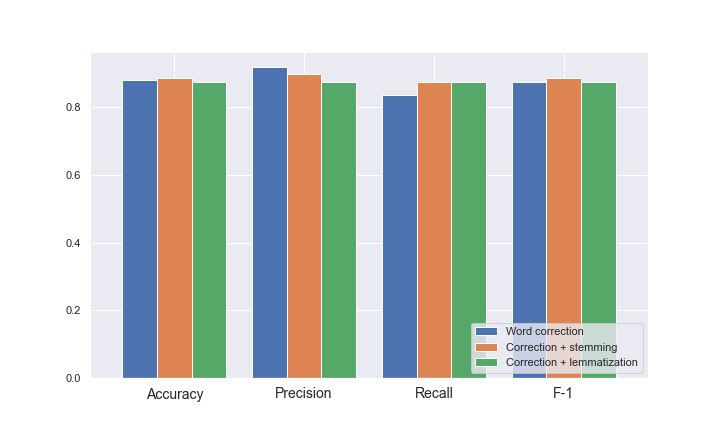 0.8
0.6
0.4
0.2
0.0
Accuracy Precision Recall F-1
Word correction
Correction + stemming
Correction + lemmatization